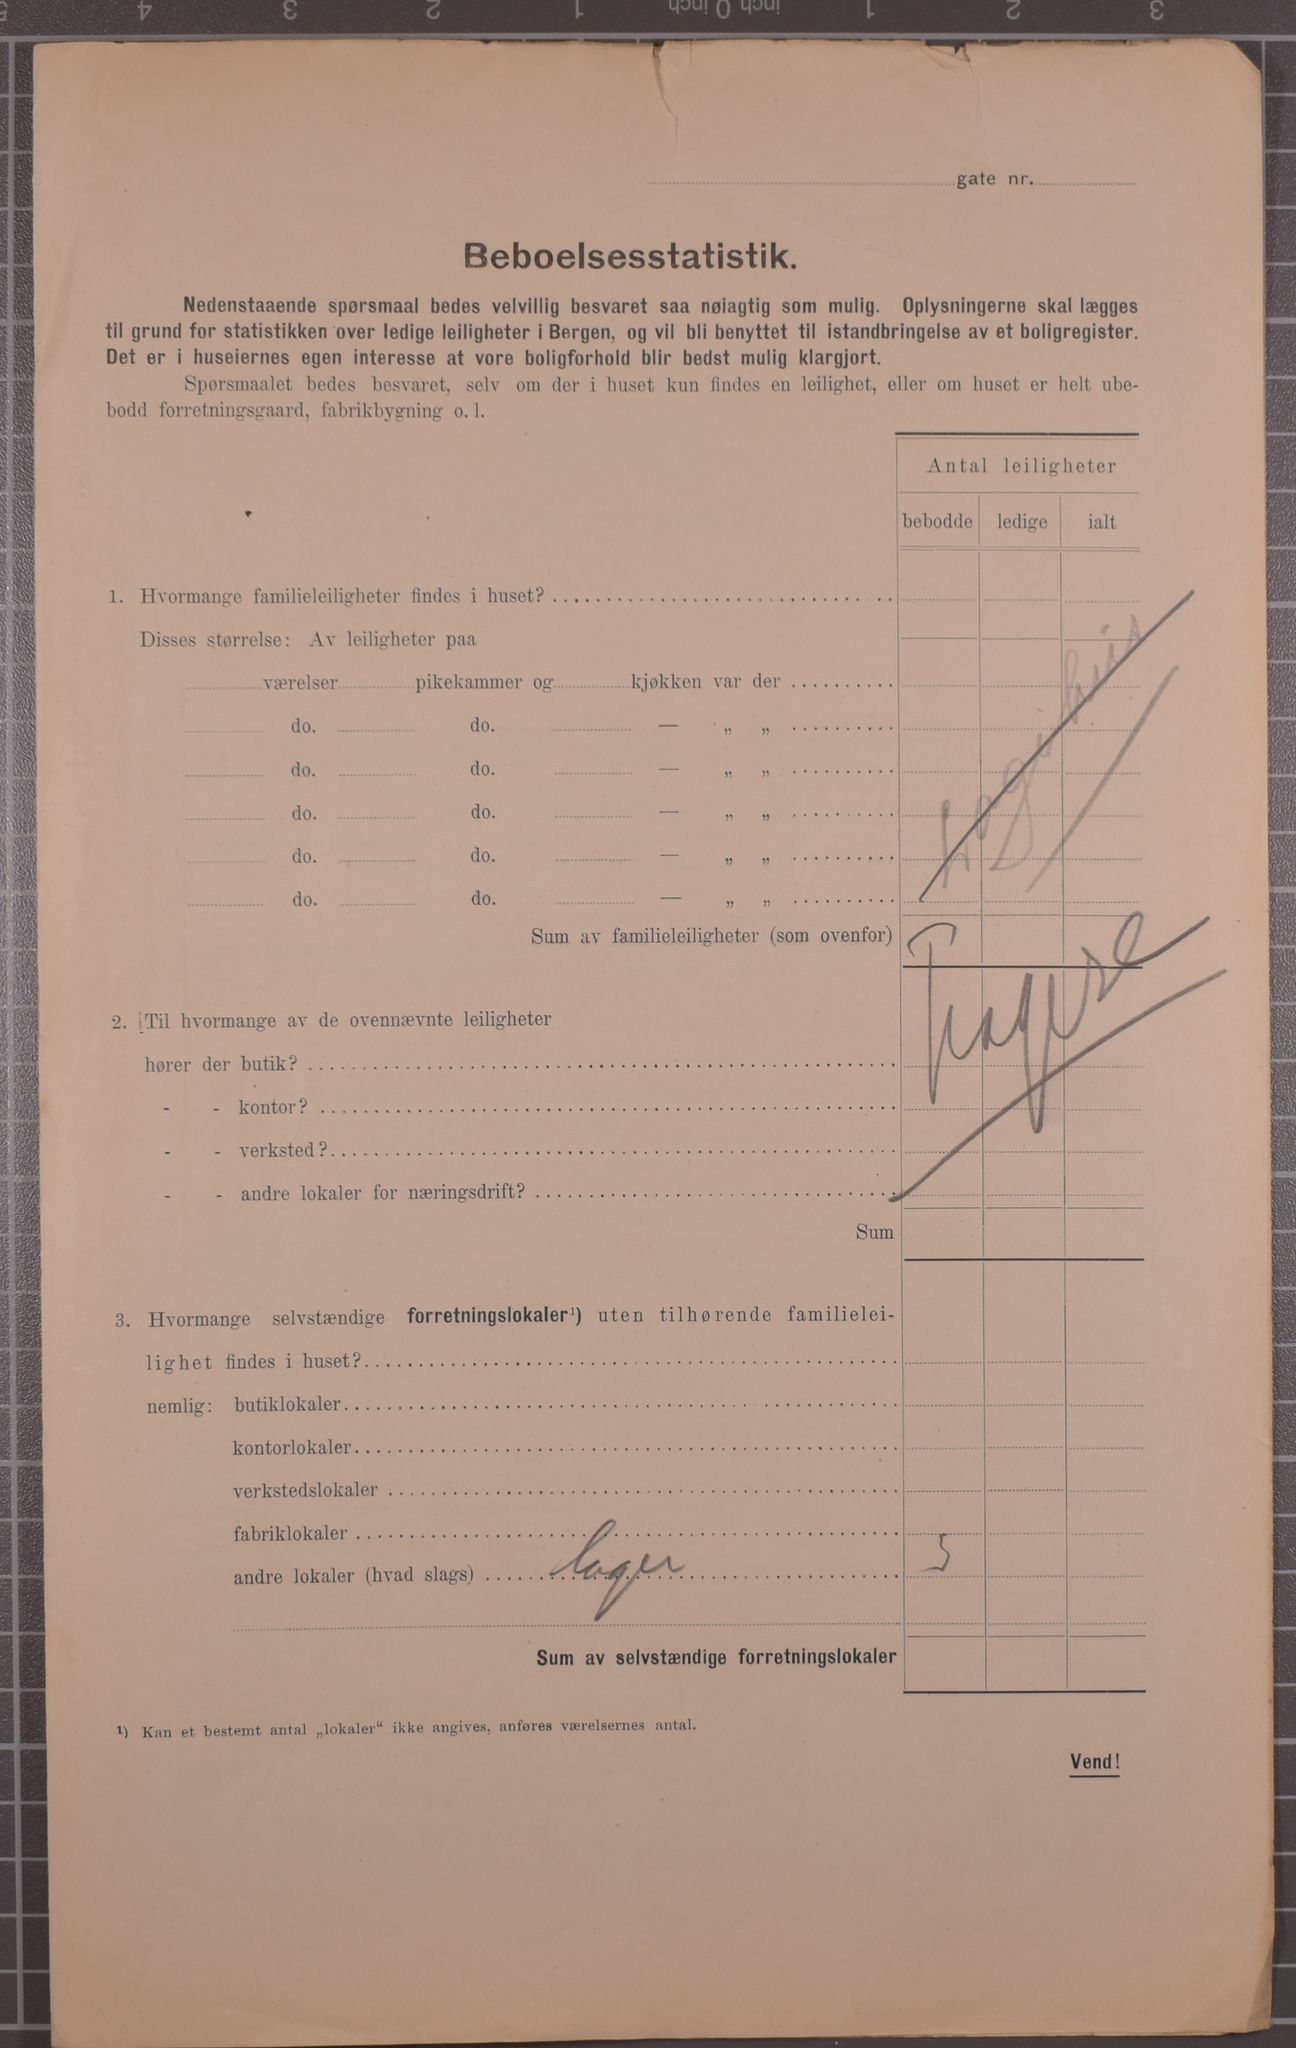 gate nr.
Beboelsesstatistik.
Nedenstaaende spørsmaal bedes velvillig besvaret saa nøiagtig som mulig. Oplysningerne skal lægges
til grund for statistikken over ledige leiligheter i Bergen, og vil bli benyttet til istandbringelse av et boligregister.
Det er i huseiernes egen interesse at vore boligforhold blir bedst mulig klargjort.
Spørsmaalet bedes besvaret, selv om der i huset kun findes en leilighet, eller om huset er helt ube-
bodd forretningsgaard, fabrikbygning o. l.
Antal leiligheter
bebodde ledige ialt
1. Hvormange familieleiligheter findes i huset?
Disses størrelse: Av leiligheter paa
værelser pikekammer og kjøkken var der
do. do. — „ „
do. do. — „ „
do. do. — „ „
do. do. — „ „
do. do. — „ „
Sum av familieleiligheter (som ovenfor)
2. Til hvormange av de ovennævnte leiligheter
hører der butik?
- - kontor?
- - verksted?
- - andre lokaler for næringsdrift?
Sum
3. Hvormange selvstændige forretningslokaler¹) uten tilhørende familielei-
lighet findes i huset?
nemlig: butiklokaler
kontorlokaler
verkstedslokaler
fabriklokaler
andre lokaler (hvad slags) lager
Sum av selvstændige forretningslokaler
¹) Kan et bestemt antal „lokaler“ ikke angives, anføres værelsernes antal.
Vend!